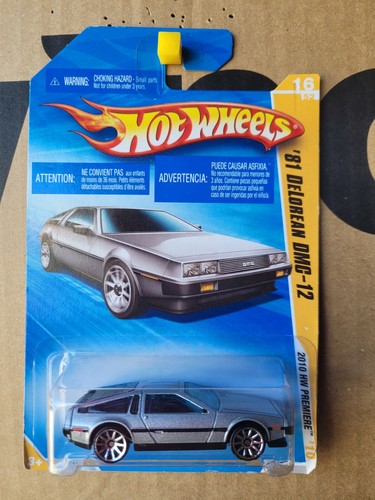 WARNING:
CHOKING HAZARD - Small parts.
Not for children under 3 years.
16
HOT WHEELS
ATTENTION:
NE CONVIENT PAS aux enfants
de moins de 36 mois. Petits éléments
détachables susceptibles d'être avalés.
ADVERTENCIA:
PUEDE CAUSAR ASFIXIA.
No recomendable para menores de
3 años. Contiene piezas pequeñas
que podrían provocar asfixia en
caso de ser ingeridas por el niño/a.
'81 DELOREAN DMC-12
DMC
2010 HW PREMIERE™
'10
3+